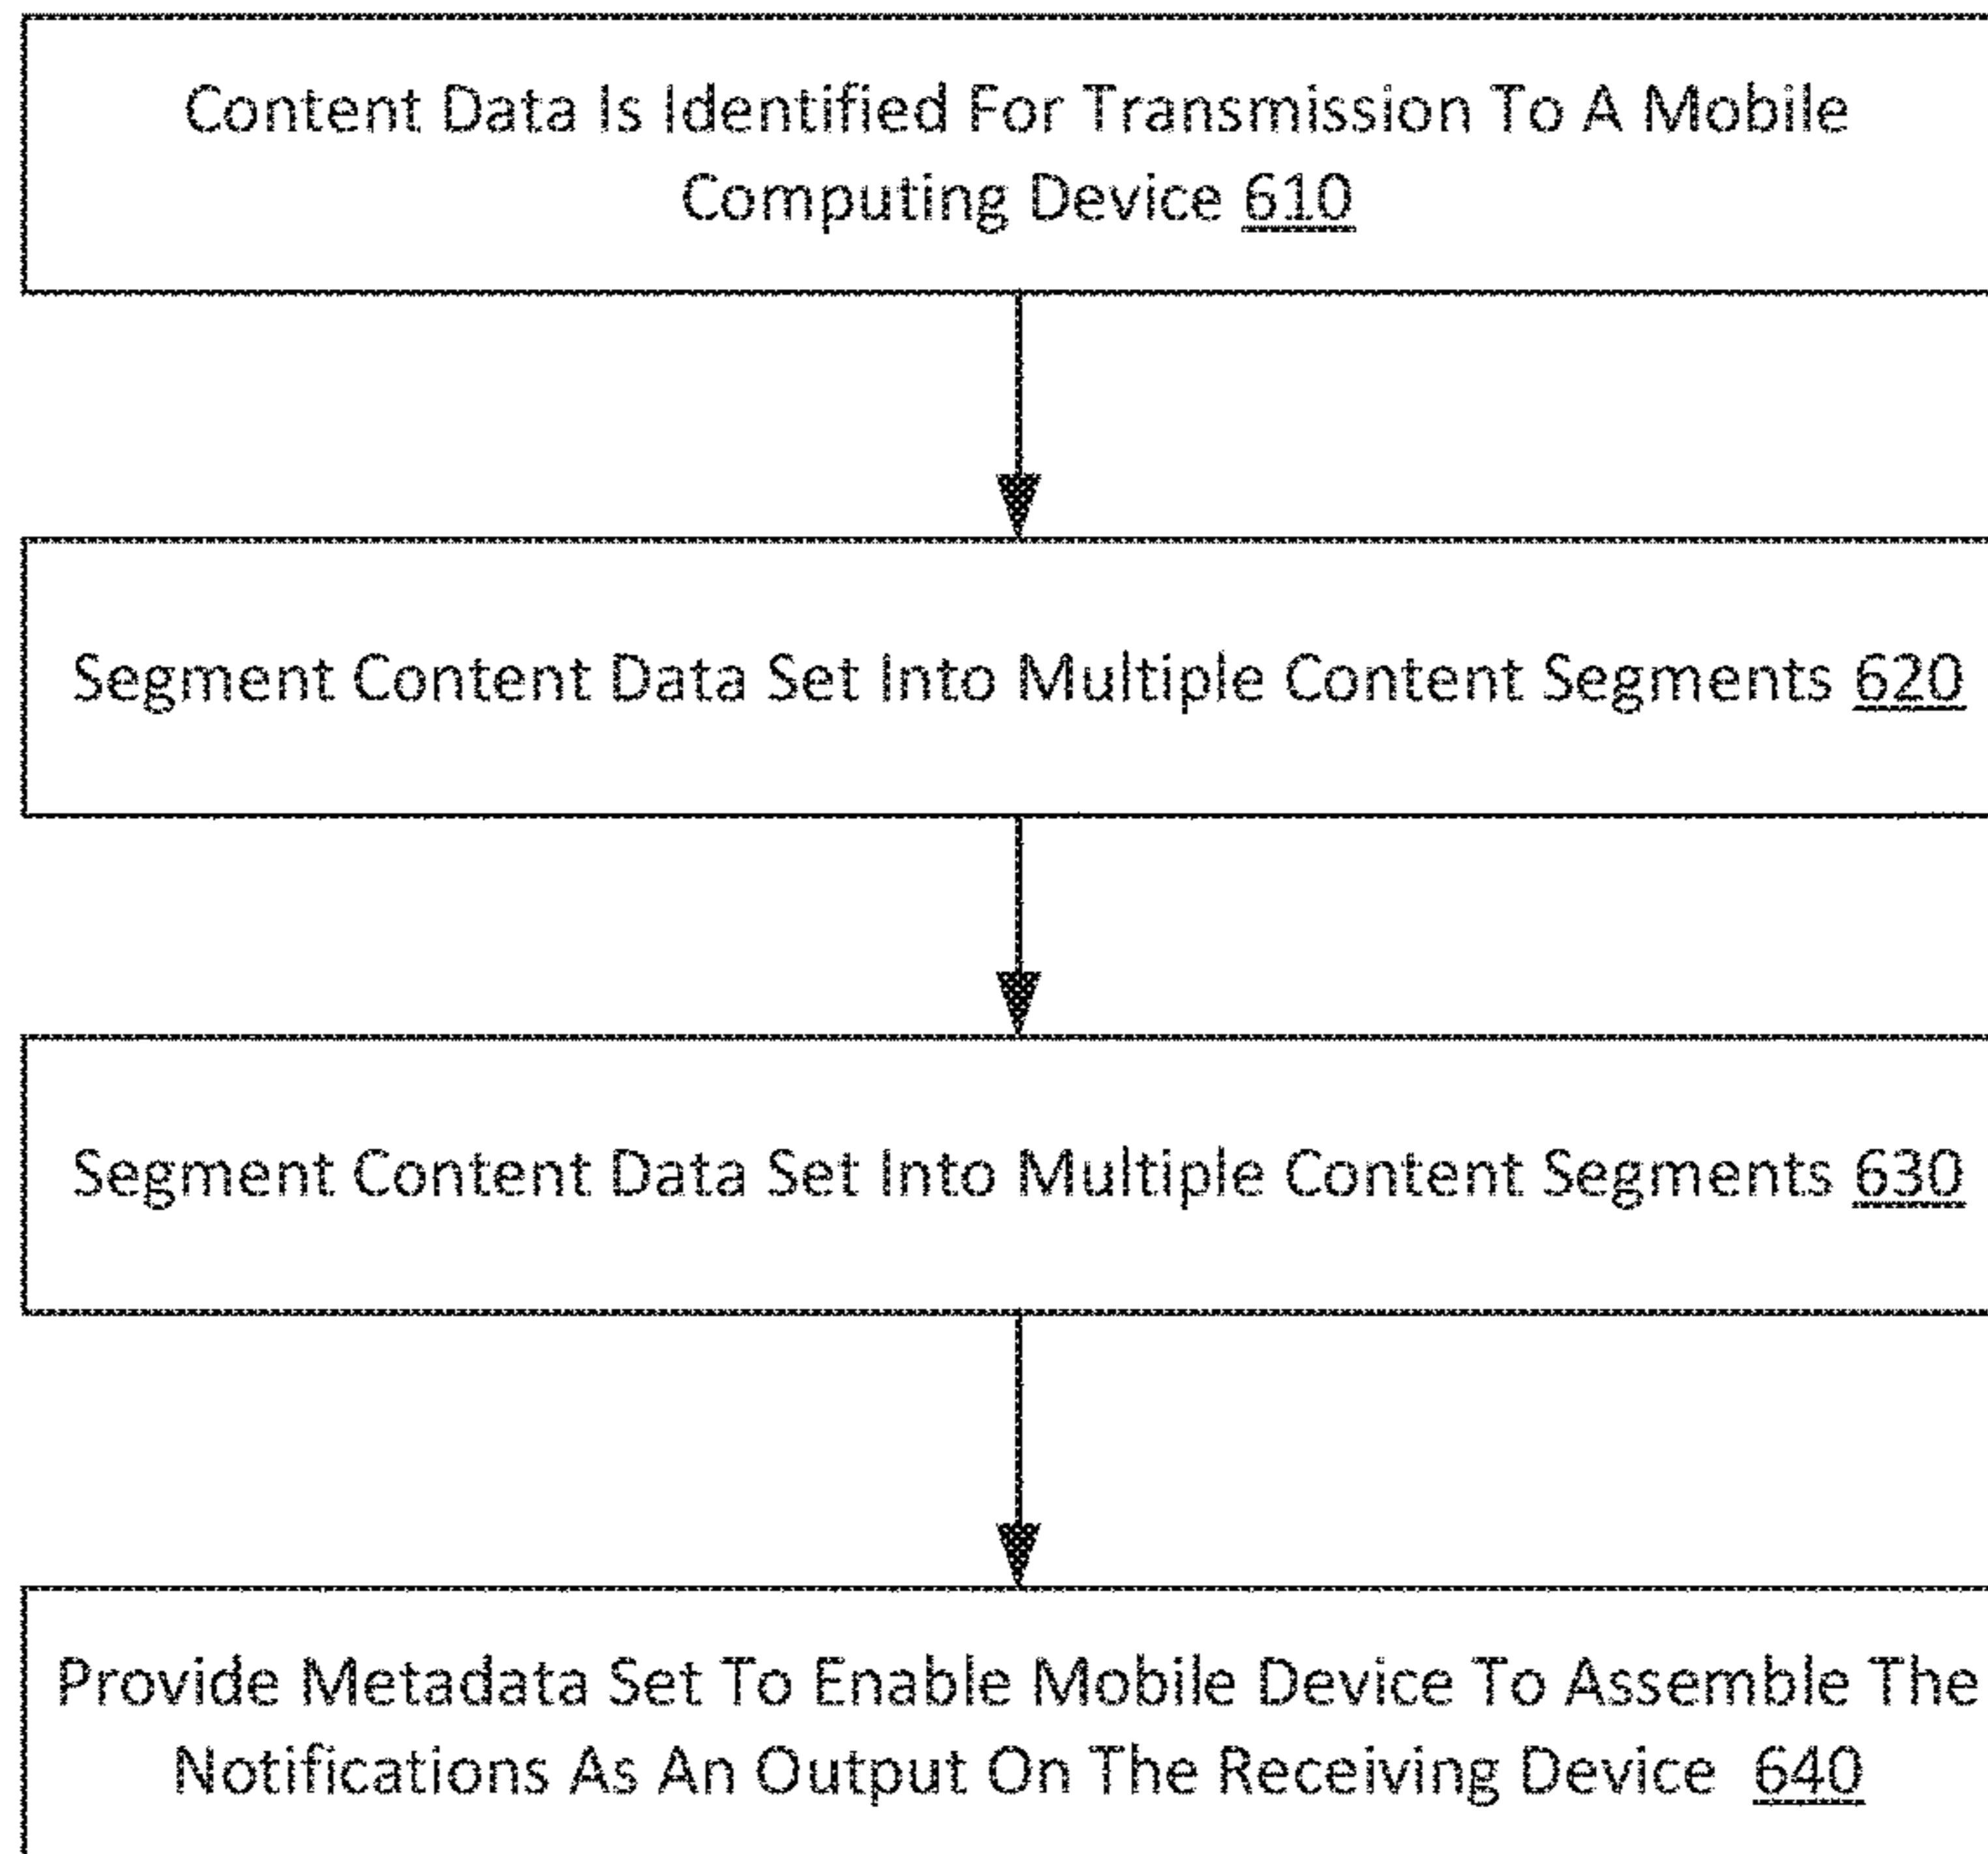 Content Data Is Identified For Transmission To A Mobile
Computing Device 610
Segment Content Data Set Into Multiple Content Segments 620
Segment Content Data Set Into Multiple Content Segments 630
Provide Metadata Set To Enable Mobile Device To Assemble The
Notifications As An Output On The Receiving Device 640